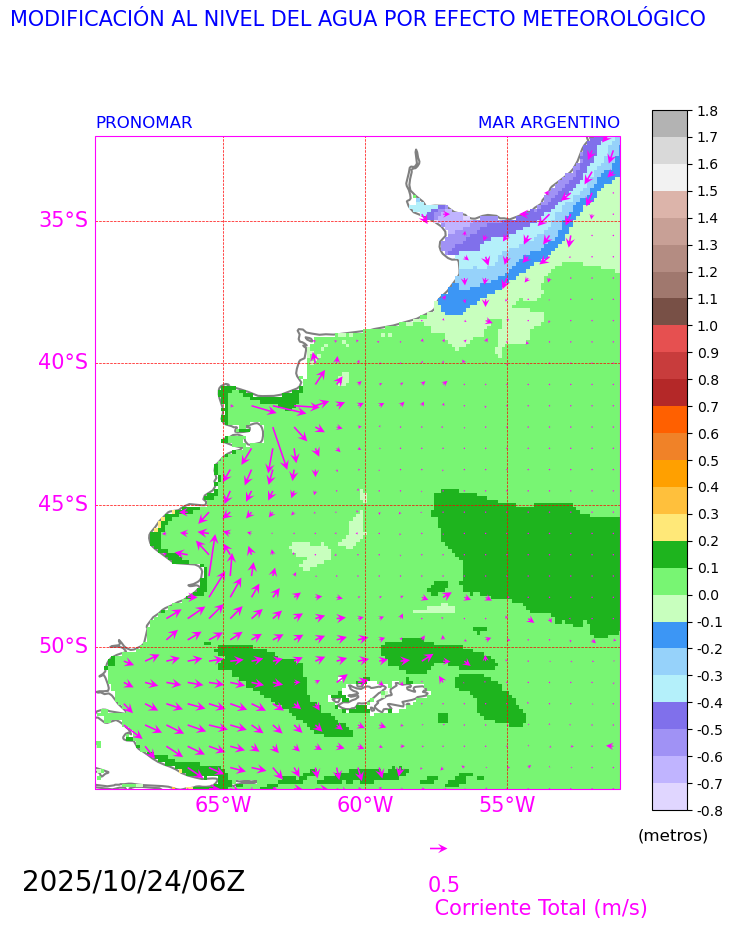 MODIFICACIÓN AL NIVEL DEL AGUA POR EFECTO METEOROLÓGICO
PRONOMAR
MAR ARGENTINO
35°S
40°S
45°S
50°S
65°W
60°W
55°W
1.8
1.7
1.6
1.5
1.4
1.3
1.2
1.1
1.0
0.9
0.8
0.7
0.6
0.5
0.4
0.3
0.2
0.1
0.0
-0.1
-0.2
-0.3
-0.4
-0.5
-0.6
-0.7
-0.8
(metros)
2025/10/24/06Z
0.5
Corriente Total (m/s)